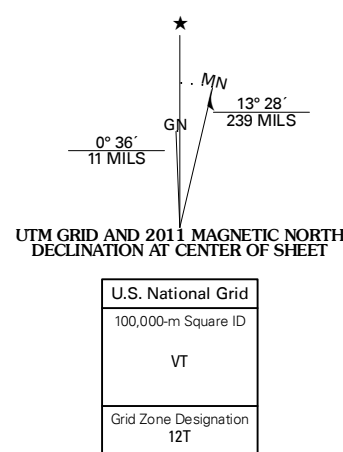 ★
MN
13° 28´
239 MILS
GN
0° 36´
11 MILS
UTM GRID AND 2011 MAGNETIC NORTH
DECLINATION AT CENTER OF SHEET
U.S. National Grid
100,000-m Square ID
VT
Grid Zone Designation
12T